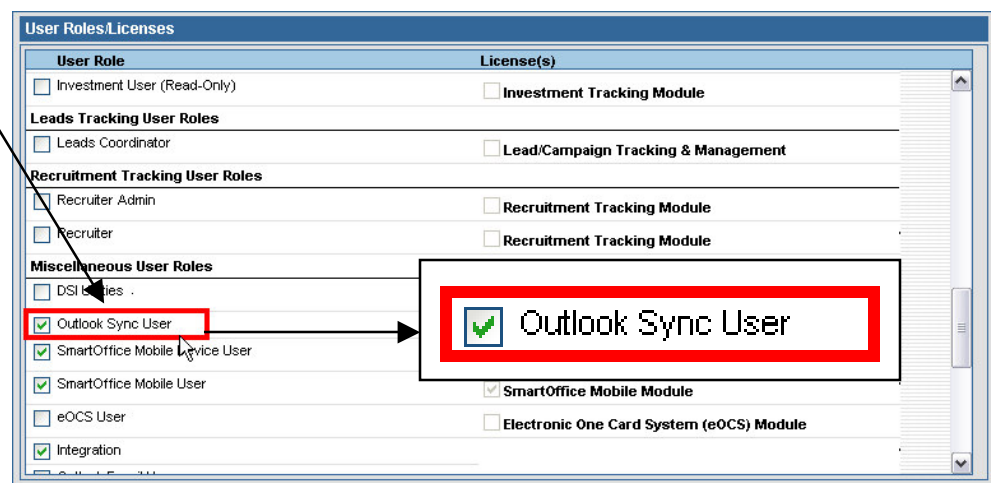 User Roles/Licenses
User Role License(s)
Investment User (Read-Only) Investment Tracking Module
Leads Tracking User Roles
Leads Coordinator Lead/Campaign Tracking & Management
Recruitment Tracking User Roles
Recruiter Admin Recruitment Tracking Module
Recruiter Recruitment Tracking Module
Miscellaneous User Roles
DSI
Outlook Sync User Outlook Sync User
SmartOffice Mobile Device User
SmartOffice Mobile User SmartOffice Mobile Module
eOCS User Electronic One Card System (eOCS) Module
Integration